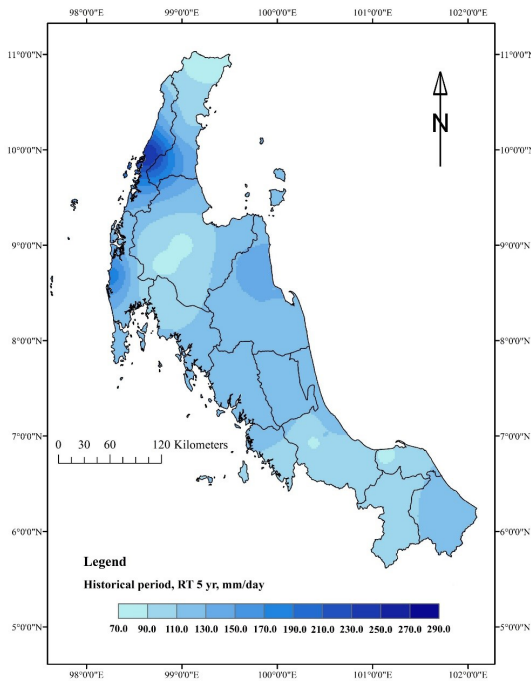 98°0'0"E 99°0'0"E 100°0'0"E 101°0'0"E 102°0'0"E
11°0'0"N 11°0'0"N
N
10°0'0"N 10°0'0"N
9°0'0"N 9°0'0"N
8°0'0"N 8°0'0"N
7°0'0"N 7°0'0"N
0 30 60 120 Kilometers
6°0'0"N 6°0'0"N
Legend
Historical period, RT 5 yr, mm/day
70.0 90.0 110.0 130.0 150.0 170.0 190.0 210.0 230.0 250.0 270.0 290.0
5°0'0"N 5°0'0"N
98°0'0"E 99°0'0"E 100°0'0"E 101°0'0"E 102°0'0"E